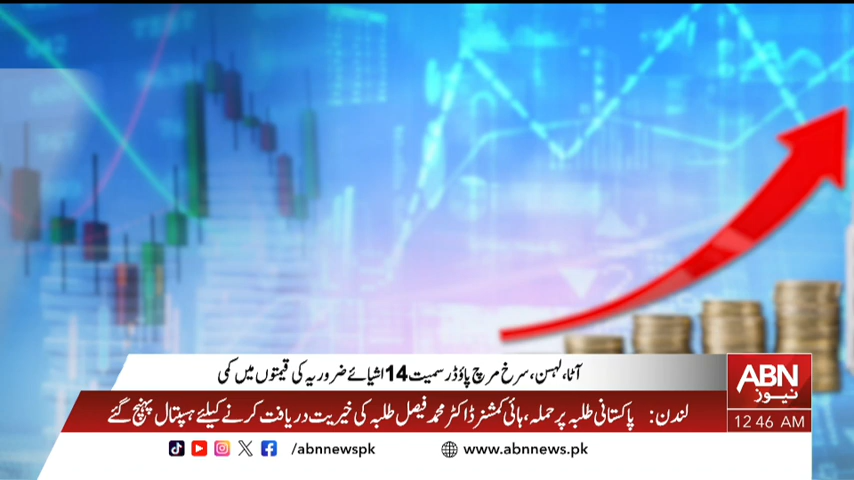 آٹا، لہسن، سرخ مرچ پاؤڈر سمیت 14 اشیائے ضروریہ کی قیمتوں میں کمی
ABN
نیوز
لندن: پاکستانی طلبہ پر حملہ، ہائی کمشنر ڈاکٹر محمد فیصل طلبہ کی خیریت دریافت کرنے کیلئے ہسپتال پہنچ گئے
12 46 AM
/abnnewspk
www.abnnews.pk